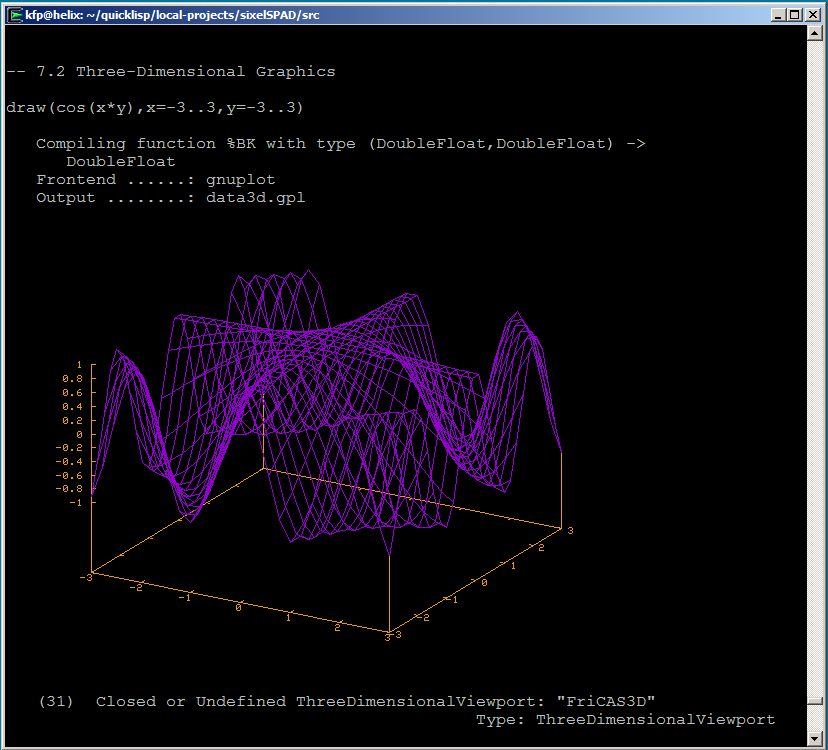 kfp@helix: ~/quicklisp/local-projects/sixelSPAD/src
-- 7.2 Three-Dimensional Graphics
draw(cos(x*y),x=-3..3,y=-3..3)
Compiling function %BK with type (DoubleFloat,DoubleFloat) ->
DoubleFloat
Frontend ......: gnuplot
Output ........: data3d.gpl
1
0.8
0.6
0.4
0.2
0
-0.2
-0.4
-0.6
-0.8
-1
-3
-2
-1
0
1
2
3
-3
-2
-1
0
1
2
3
(31) Closed or Undefined ThreeDimensionalViewport: "FriCAS3D"
Type: ThreeDimensionalViewport